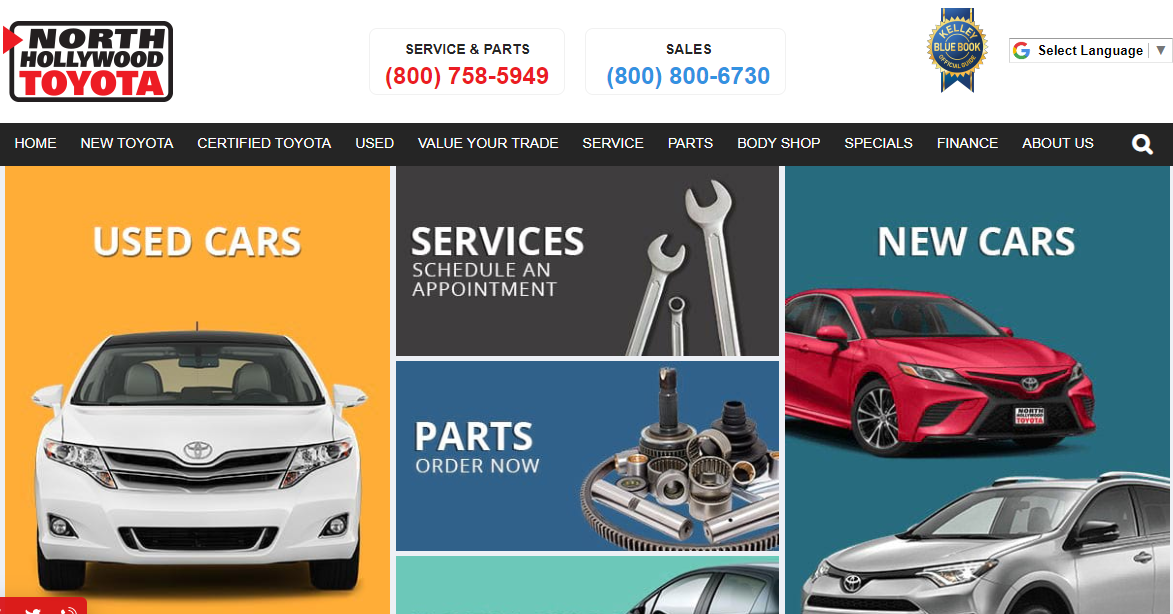 NORTH
HOLLYWOOD
TOYOTA
SERVICE & PARTS
(800) 758-5949
SALES
(800) 800-6730
KELLEY
BLUE BOOK
OFFICIAL GUIDE
Select Language ▼
HOME NEW TOYOTA CERTIFIED TOYOTA USED VALUE YOUR TRADE SERVICE PARTS BODY SHOP SPECIALS FINANCE ABOUT US
USED CARS
SERVICES
SCHEDULE AN
APPOINTMENT
PARTS
ORDER NOW
NEW CARS
NORTH
HOLLYWOOD
TOYOTA